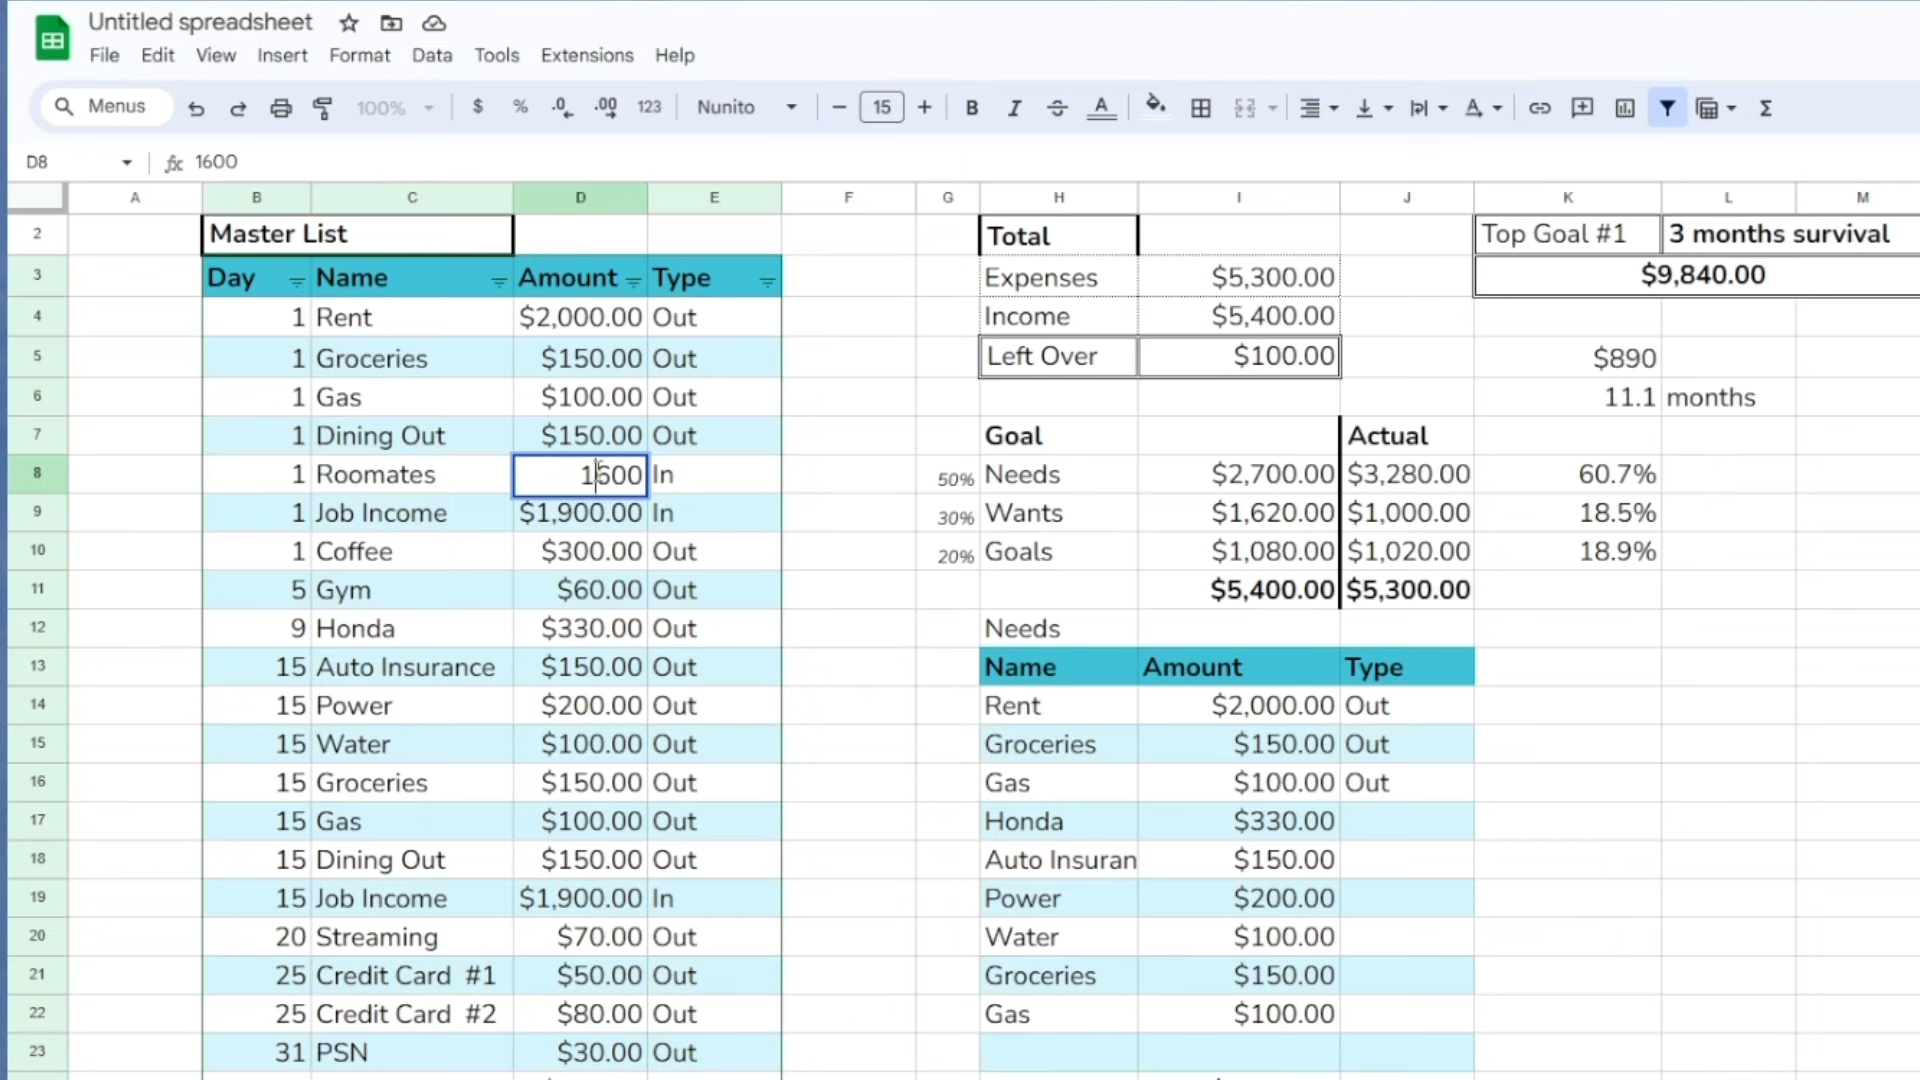 Untitled spreadsheet
File Edit View Insert Format Data Tools Extensions Help
Menus 100% $ % .0 .00 123 Nunito 15 B I A Σ
D8 fx 1600
A B C D E F G H I J K L M
2 Master List Total Top Goal #1 3 months survival
3 Day Name Amount Type Expenses $5,300.00 $9,840.00
4 1 Rent $2,000.00 Out Income $5,400.00
5 1 Groceries $150.00 Out Left Over $100.00 $890
6 1 Gas $100.00 Out 11.1 months
7 1 Dining Out $150.00 Out Goal Actual
8 1 Roomates 1600 In 50% Needs $2,700.00 $3,280.00 60.7%
9 1 Job Income $1,900.00 In 30% Wants $1,620.00 $1,000.00 18.5%
10 1 Coffee $300.00 Out 20% Goals $1,080.00 $1,020.00 18.9%
11 5 Gym $60.00 Out $5,400.00 $5,300.00
12 9 Honda $330.00 Out Needs
13 15 Auto Insurance $150.00 Out Name Amount Type
14 15 Power $200.00 Out Rent $2,000.00 Out
15 15 Water $100.00 Out Groceries $150.00 Out
16 15 Groceries $150.00 Out Gas $100.00 Out
17 15 Gas $100.00 Out Honda $330.00
18 15 Dining Out $150.00 Out Auto Insuran $150.00
19 15 Job Income $1,900.00 In Power $200.00
20 20 Streaming $70.00 Out Water $100.00
21 25 Credit Card #1 $50.00 Out Groceries $150.00
22 25 Credit Card #2 $80.00 Out Gas $100.00
23 31 PSN $30.00 Out